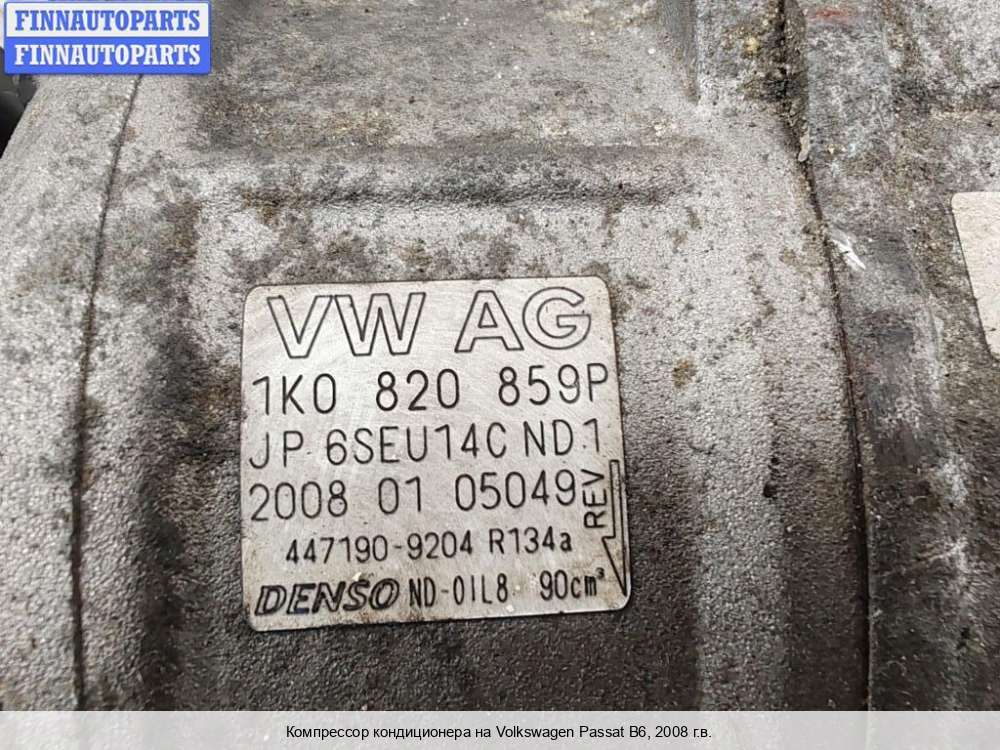 FINNAUTOPARTS
FINNAUTOPARTS
VW AG
1K0 820 859P
JP 6SEU14C ND1
2008 01 05049
REV
447190-9204 R134a
DENSO ND-OIL8 90cm³
Компрессор кондиционера на Volkswagen Passat B6, 2008 г.в.